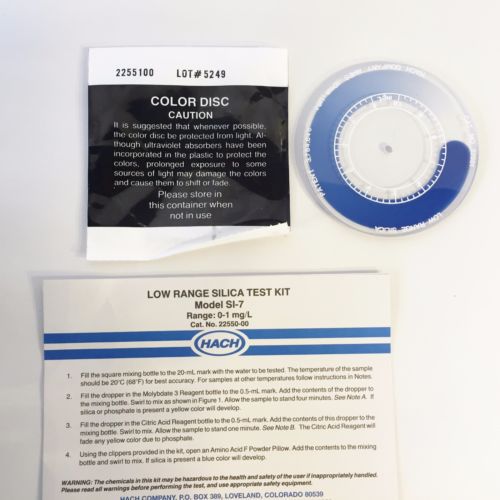 2255100 LOT#5249
COLOR DISC
CAUTION
It is suggested that whenever possible,
the color disc be protected from light. Al-
though ultraviolet absorbers have been
incorporated in the plastic to protect the
colors, prolonged exposure to some
sources of light may damage the colors
and cause them to shift or fade.
Please store in
this container when
not in use
LOW RANGE SILICA
LOW RANGE SILICA TEST KIT
Model SI-7
Range: 0-1 mg/L
Cat. No. 22550-00
HACH
1. Fill the square mixing bottle to the 20-mL mark with the water to be tested. The temperature of the sample
should be 20°C (68°F) for best accuracy. For samples at other temperatures follow instructions in Notes.
2. Fill the dropper in the Molybdate 3 Reagent bottle to the 0.5-mL mark. Add the contents of the dropper to
the mixing bottle. Swirl to mix as shown in Figure 1. Allow the sample to stand four minutes. See Note A. If
silica or phosphate is present a yellow color will develop.
3. Fill the dropper in the Citric Acid Reagent bottle to the 0.5-mL mark. Add the contents of this dropper to the
mixing bottle. Swirl to mix. Allow the sample to stand one minute. See Note B. The Citric Acid Reagent will
fade any yellow color due to phosphate.
4. Using the clippers provided in the kit, open an Amino Acid F Powder Pillow. Add the contents to the mixing
bottle and swirl to mix. If silica is present a blue color will develop.
WARNING: The chemicals in this kit may be hazardous to the health and safety of the user if inappropriately handled.
Please read all warnings before performing the test, and use appropriate safety equipment.
HACH COMPANY, P.O. BOX 389, LOVELAND, COLORADO 80539